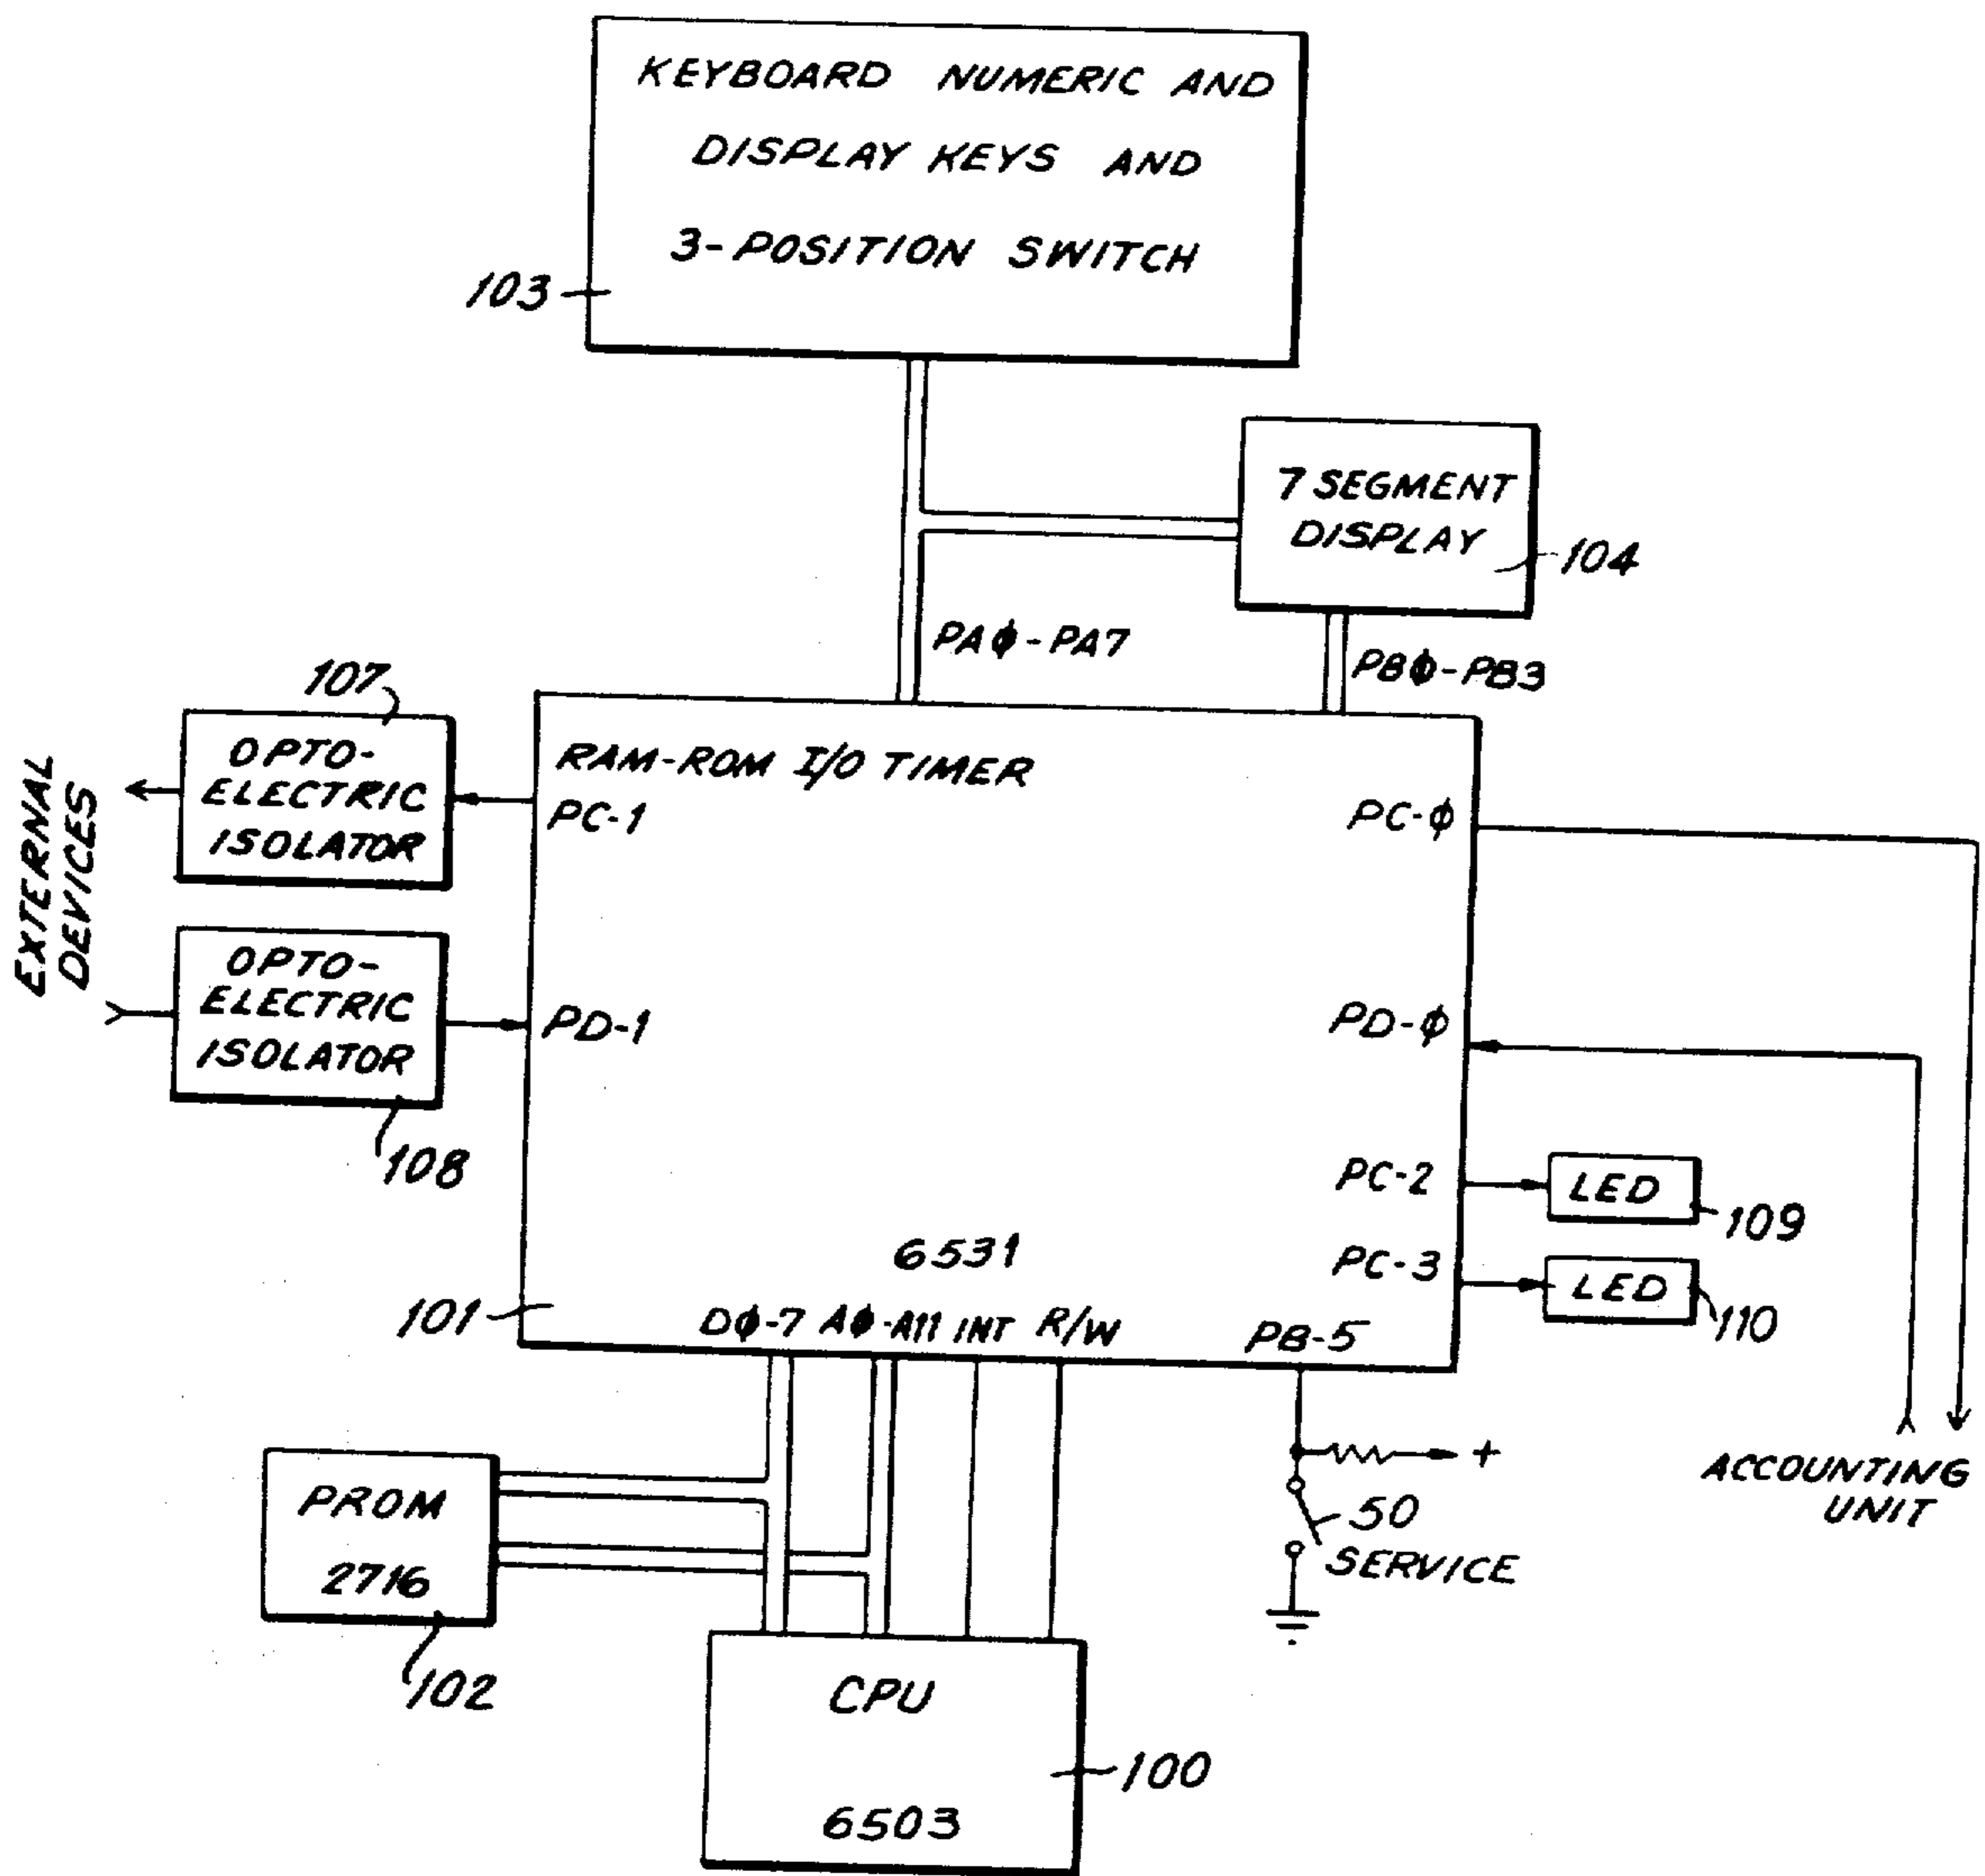 KEYBOARD NUMERIC AND
DISPLAY KEYS AND
3-POSITION SWITCH
103
7 SEGMENT
DISPLAY
104
PAϕ-PA7
PBϕ-PB3
107
OPTO-
ELECTRIC
ISOLATOR
EXTERNAL
DEVICES
OPTO-
ELECTRIC
ISOLATOR
108
RAM-ROM I/O TIMER
PC-1
PC-ϕ
PD-1
PD-ϕ
PC-2
LED
109
PC-3
LED
110
6531
101
Dϕ-7 Aϕ-A11 INT R/W
PB-5
+
50
SERVICE
ACCOUNTING
UNIT
PROM
2716
102
CPU
6503
100